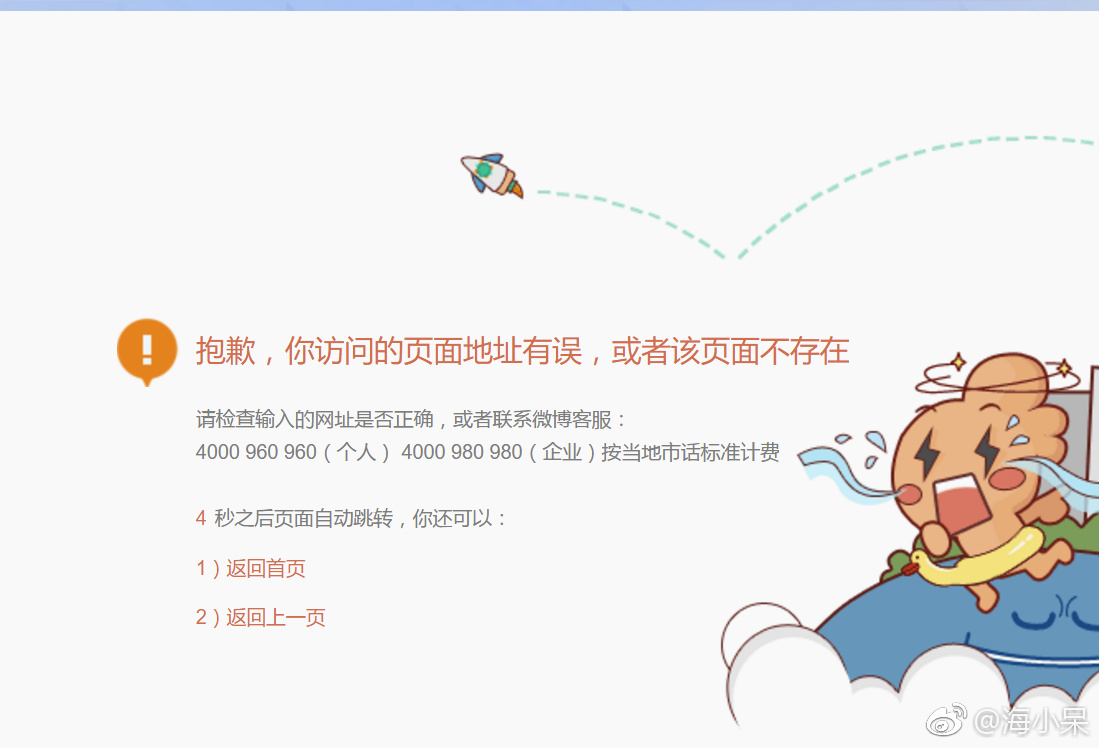 抱歉，你访问的页面地址有误，或者该页面不存在
请检查输入的网址是否正确，或者联系微博客服：
4000 960 960（个人） 4000 980 980（企业）按当地市话标准计费
4 秒之后页面自动跳转，你还可以：
1）返回首页
2）返回上一页
@海小呆